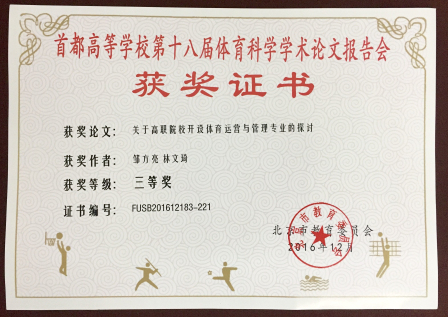 首都高等学校第十八届体育科学学术论文报告会
获奖证书
获奖论文： 关于高职院校开设体育运营与管理专业的探讨
获奖作者： 邹方亮 林文琦
获奖等级： 三等奖
证书编号： FUSB201612183-221
北京市教育委员会
2016年12月